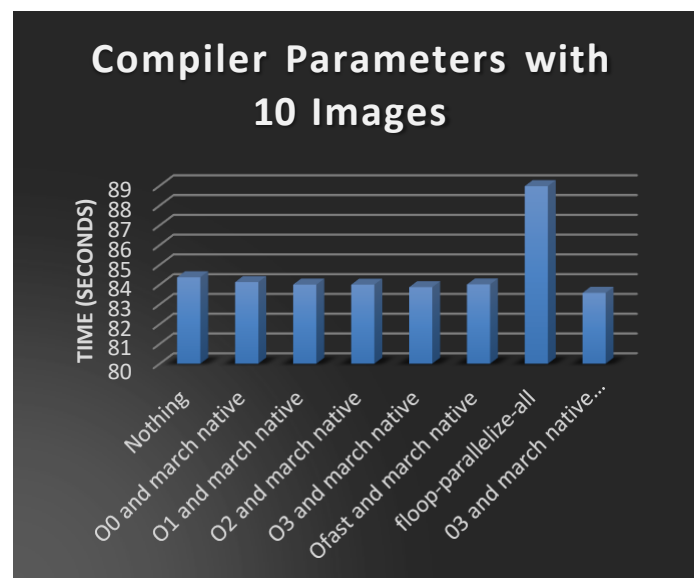 Compiler Parameters with
10 Images
TIME (SECONDS)
89
88
87
86
85
84
83
82
81
80
Nothing
O0 and march native
O1 and march native
O2 and march native
O3 and march native
Ofast and march native
floop-parallelize-all
03 and march native...